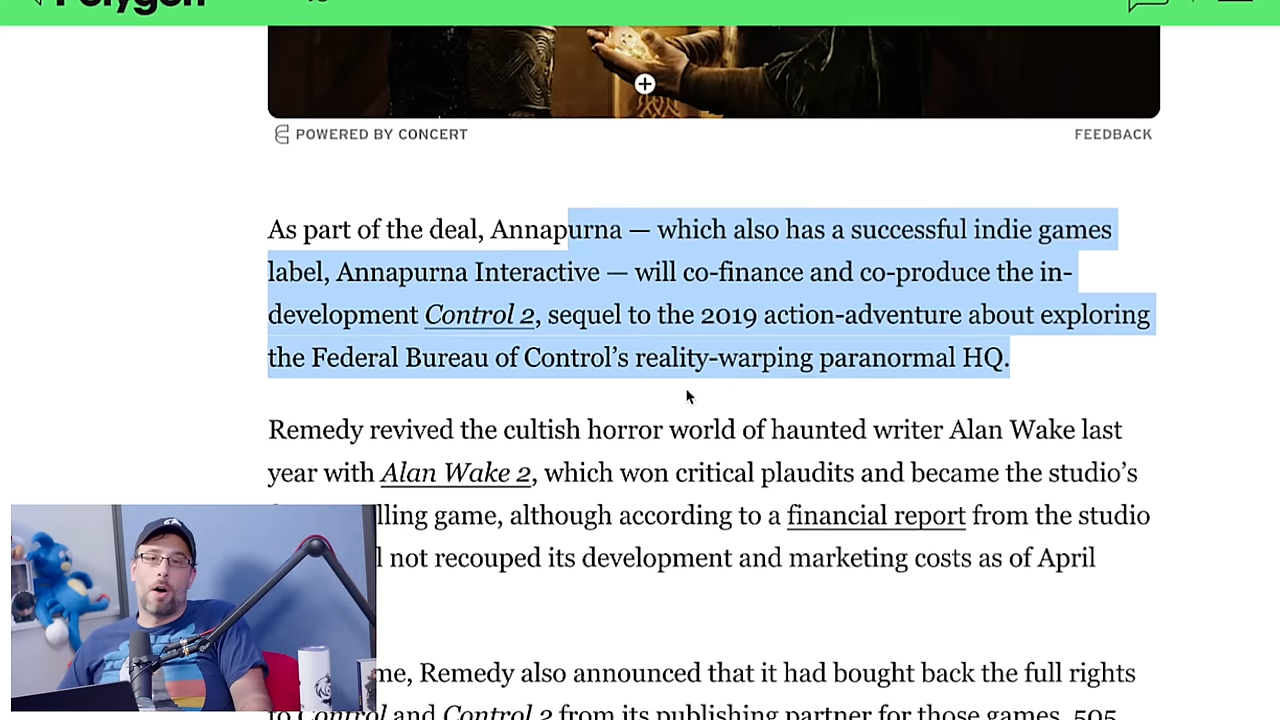 Polygon
POWERED BY CONCERT
FEEDBACK
As part of the deal, Annapurna — which also has a successful indie games
label, Annapurna Interactive — will co-finance and co-produce the in-
development Control 2, sequel to the 2019 action-adventure about exploring
the Federal Bureau of Control’s reality-warping paranormal HQ.
Remedy revived the cultish horror world of haunted writer Alan Wake last
year with Alan Wake 2, which won critical plaudits and became the studio’s
lling game, although according to a financial report from the studio
l not recouped its development and marketing costs as of April
me, Remedy also announced that it had bought back the full rights
to Control and Control 2 from its publishing partner for those games, 505